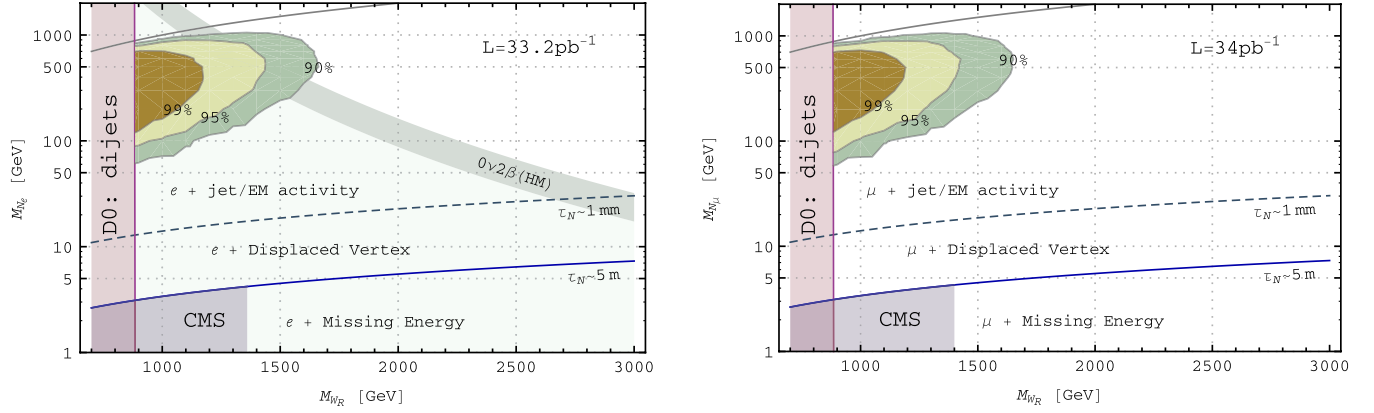 L=33.2pb⁻¹
90%
99%
95%
D0: dijets
0ν2β(HM)
e + jet/EM activity
τ_N~1 mm
e + Displaced Vertex
τ_N~5 m
CMS
e + Missing Energy
1000
500
100
50
10
5
1
M_{N_e} [GeV]
1000
1500
2000
2500
3000
M_{W_R} [GeV]
L=34pb⁻¹
90%
99%
95%
D0: dijets
μ + jet/EM activity
τ_N~1 mm
μ + Displaced Vertex
τ_N~5 m
CMS
μ + Missing Energy
1000
500
100
50
10
5
1
M_{N_μ} [GeV]
1000
1500
2000
2500
3000
M_{W_R} [GeV]